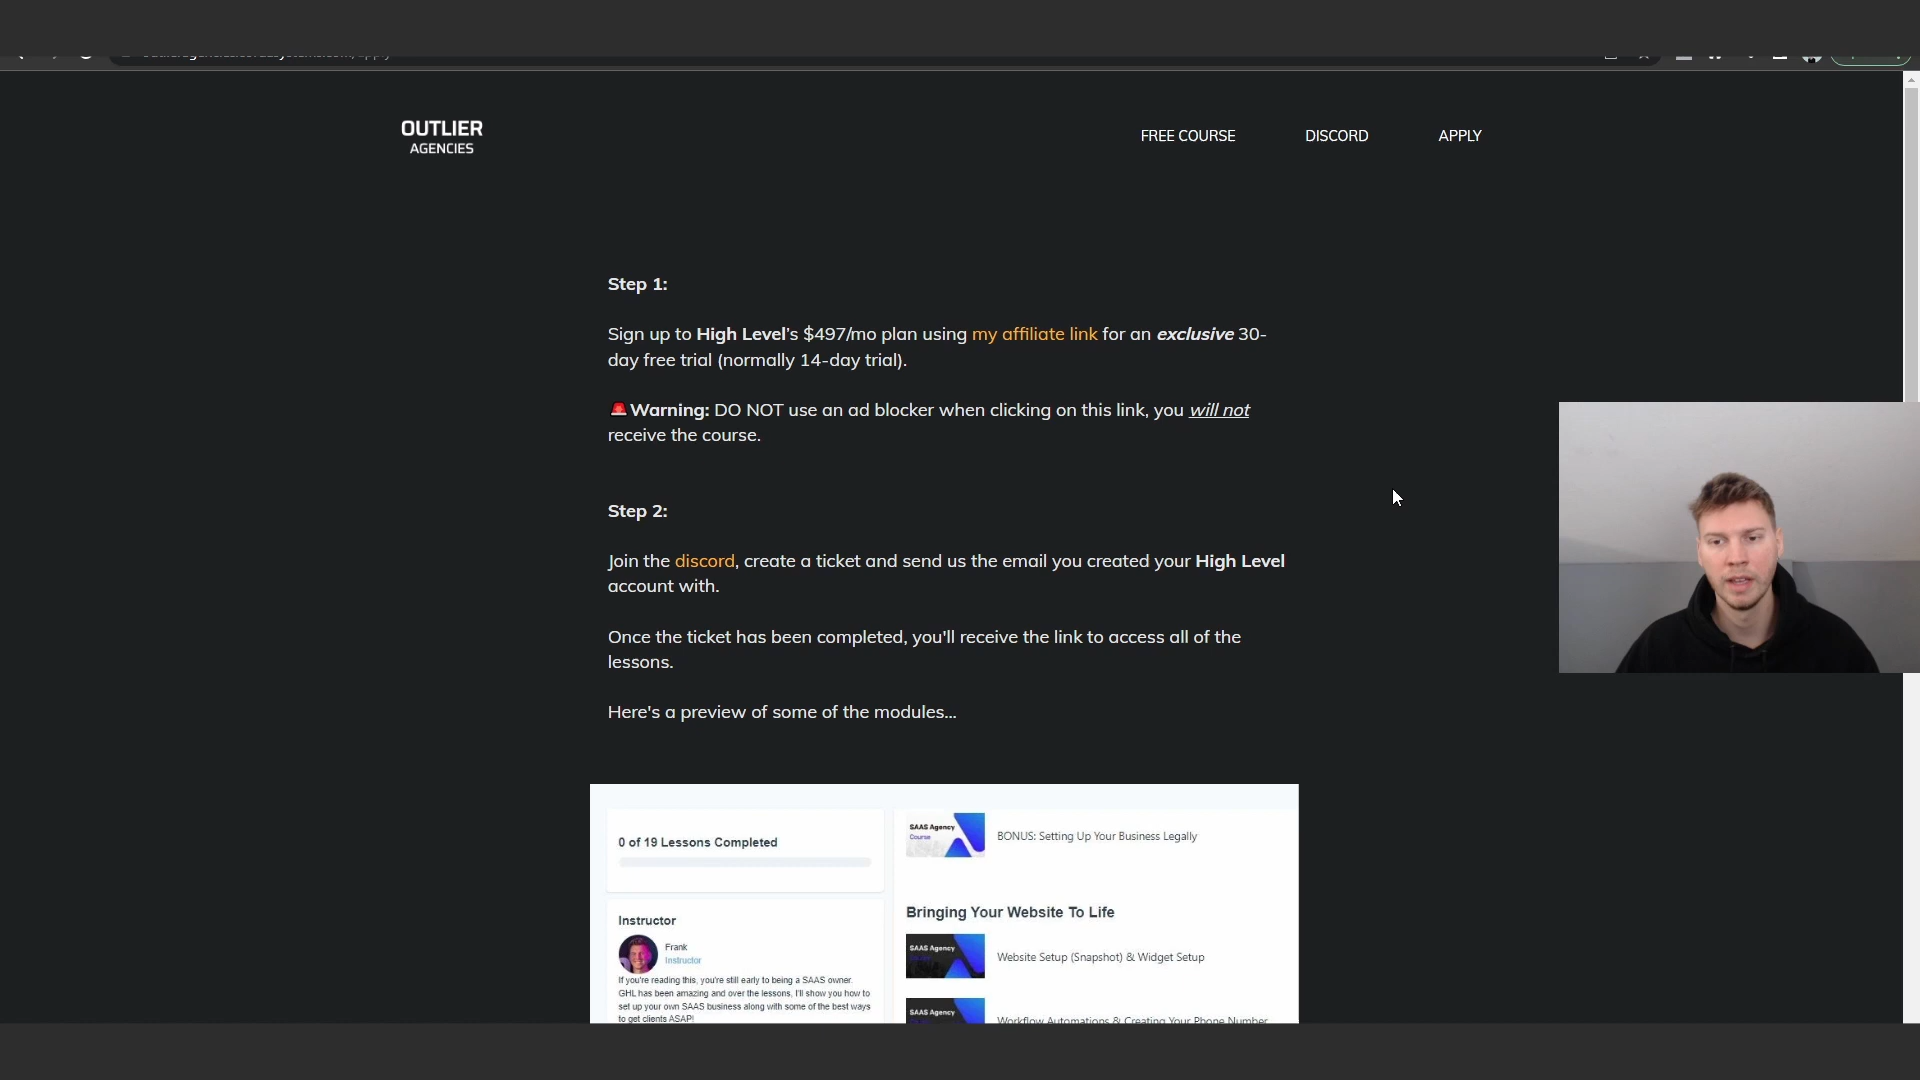 OUTLIER
AGENCIES
FREE COURSE
DISCORD
APPLY
Step 1:
Sign up to High Level's $497/mo plan using my affiliate link for an exclusive 30-
day free trial (normally 14-day trial).
🚨Warning: DO NOT use an ad blocker when clicking on this link, you will not
receive the course.
Step 2:
Join the discord, create a ticket and send us the email you created your High Level
account with.
Once the ticket has been completed, you'll receive the link to access all of the
lessons.
Here's a preview of some of the modules...
0 of 19 Lessons Completed
Instructor
Frank
Instructor
If you're reading this, you're still early to being a SAAS owner.
GHL has been amazing and over the lessons, I'll show you how to
set up your own SAAS business along with some of the best ways
to get clients ASAP!
SAAS Agency
Course
BONUS: Setting Up Your Business Legally
Bringing Your Website To Life
SAAS Agency
Website Setup (Snapshot) & Widget Setup
SAAS Agency
Workflow Automations & Creating Your Phone Number